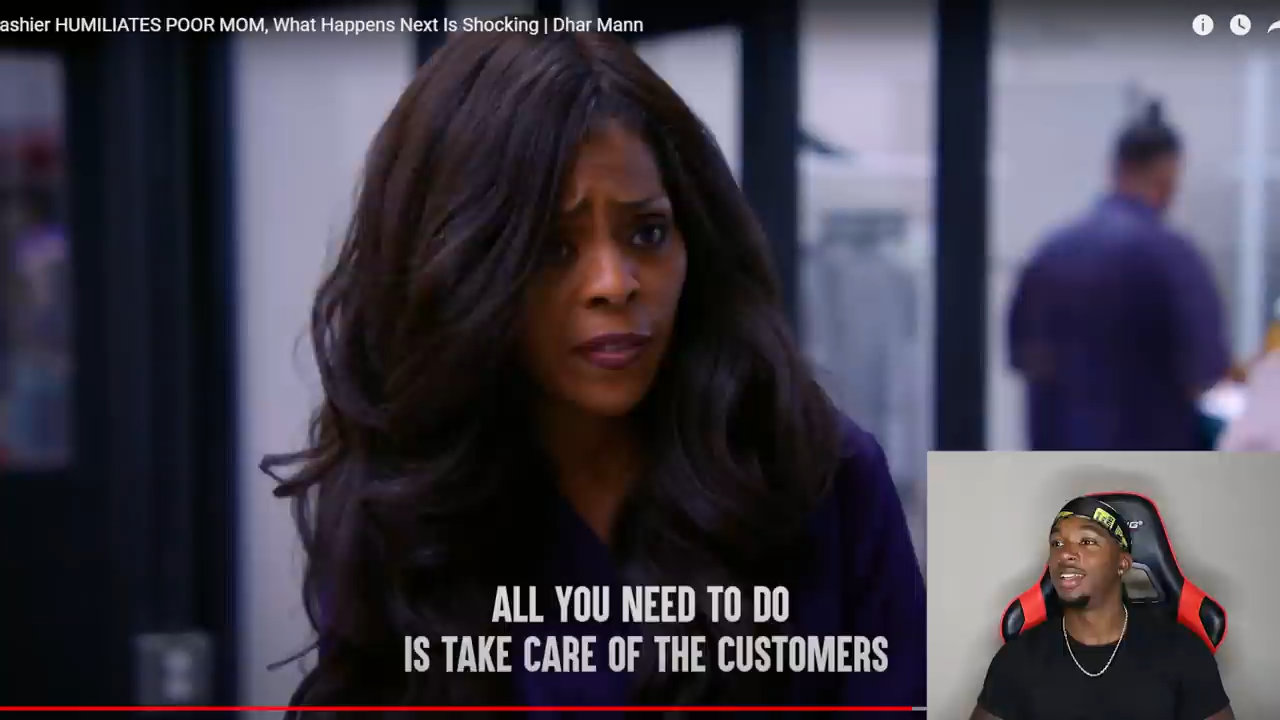 ashier HUMILIATES POOR MOM, What Happens Next Is Shocking | Dhar Mann
ALL YOU NEED TO DO
IS TAKE CARE OF THE CUSTOMERS